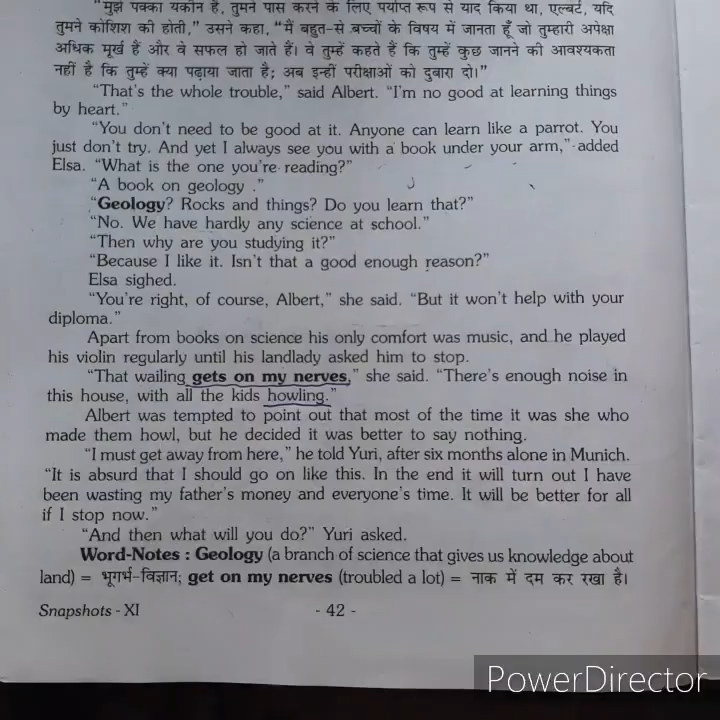 "मुझे पक्का यकीन है, तुमने पास करने के लिए पर्याप्त रूप से याद किया था, एल्बर्ट, यदि
तुमने कोशिश की होती," उसने कहा, "मैं बहुत-से बच्चों के विषय में जानता हूँ जो तुम्हारी अपेक्षा
अधिक मूर्ख हैं और वे सफल हो जाते हैं। वे तुम्हें कहते हैं कि तुम्हें कुछ जानने की आवश्यकता
नहीं है कि तुम्हें क्या पढ़ाया जाता है; अब इन्हीं परीक्षाओं को दुबारा दो।"
"That's the whole trouble," said Albert. "I'm no good at learning things
by heart."
"You don't need to be good at it. Anyone can learn like a parrot. You
just don't try. And yet I always see you with a book under your arm," added
Elsa. "What is the one you're reading?"
"A book on geology ."
"Geology? Rocks and things? Do you learn that?"
"No. We have hardly any science at school."
"Then why are you studying it?"
"Because I like it. Isn't that a good enough reason?"
Elsa sighed.
"You're right, of course, Albert," she said. "But it won't help with your
diploma."
Apart from books on science his only comfort was music, and he played
his violin regularly until his landlady asked him to stop.
"That wailing gets on my nerves," she said. "There's enough noise in
this house, with all the kids howling."
Albert was tempted to point out that most of the time it was she who
made them howl, but he decided it was better to say nothing.
"I must get away from here," he told Yuri, after six months alone in Munich.
"It is absurd that I should go on like this. In the end it will turn out I have
been wasting my father's money and everyone's time. It will be better for all
if I stop now."
"And then what will you do?" Yuri asked.
Word-Notes : Geology (a branch of science that gives us knowledge about
land) = भूगर्भ-विज्ञान; get on my nerves (troubled a lot) = नाक में दम कर रखा है।
Snapshots - XI - 42 -
PowerDirector